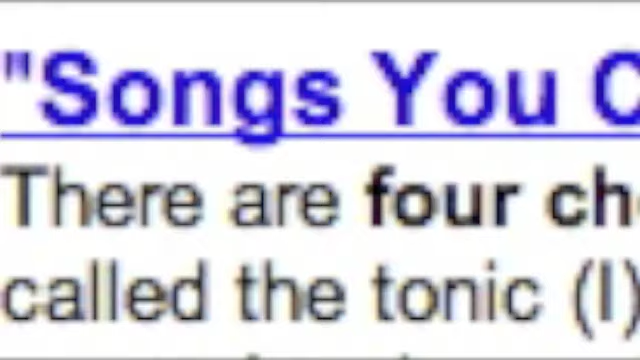 "Songs You
There are four
called the tonic (I)